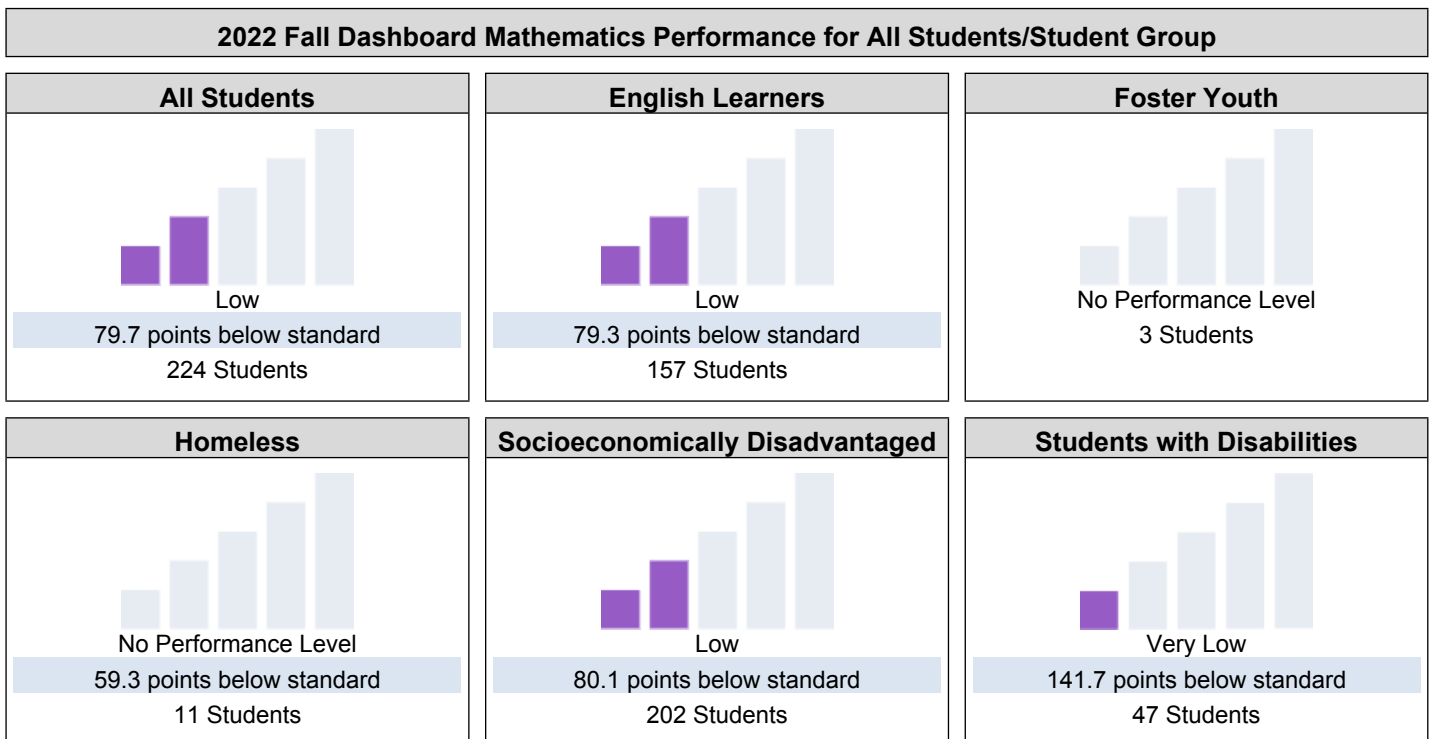 2022 Fall Dashboard Mathematics Performance for All Students/Student Group
All Students
Low
79.7 points below standard
224 Students
English Learners
Low
79.3 points below standard
157 Students
Foster Youth
No Performance Level
3 Students
Homeless
No Performance Level
59.3 points below standard
11 Students
Socioeconomically Disadvantaged
Low
80.1 points below standard
202 Students
Students with Disabilities
Very Low
141.7 points below standard
47 Students